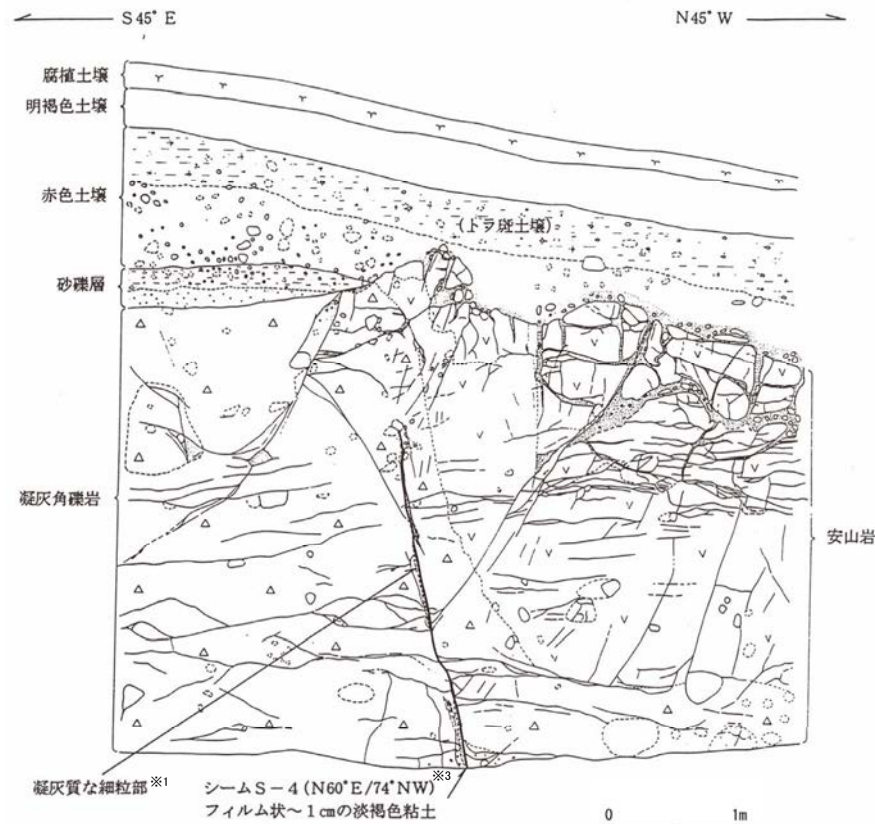 S 45° E
N45° W
腐植土壌
明褐色土壌
赤色土壌
(トラ斑土壌)
砂礫層
凝灰角礫岩
安山岩
凝灰質な細粒部※1
シームS－4 (N60° E/74° NW)※3
フィルム状～1㎝の淡褐色粘土
0 1m